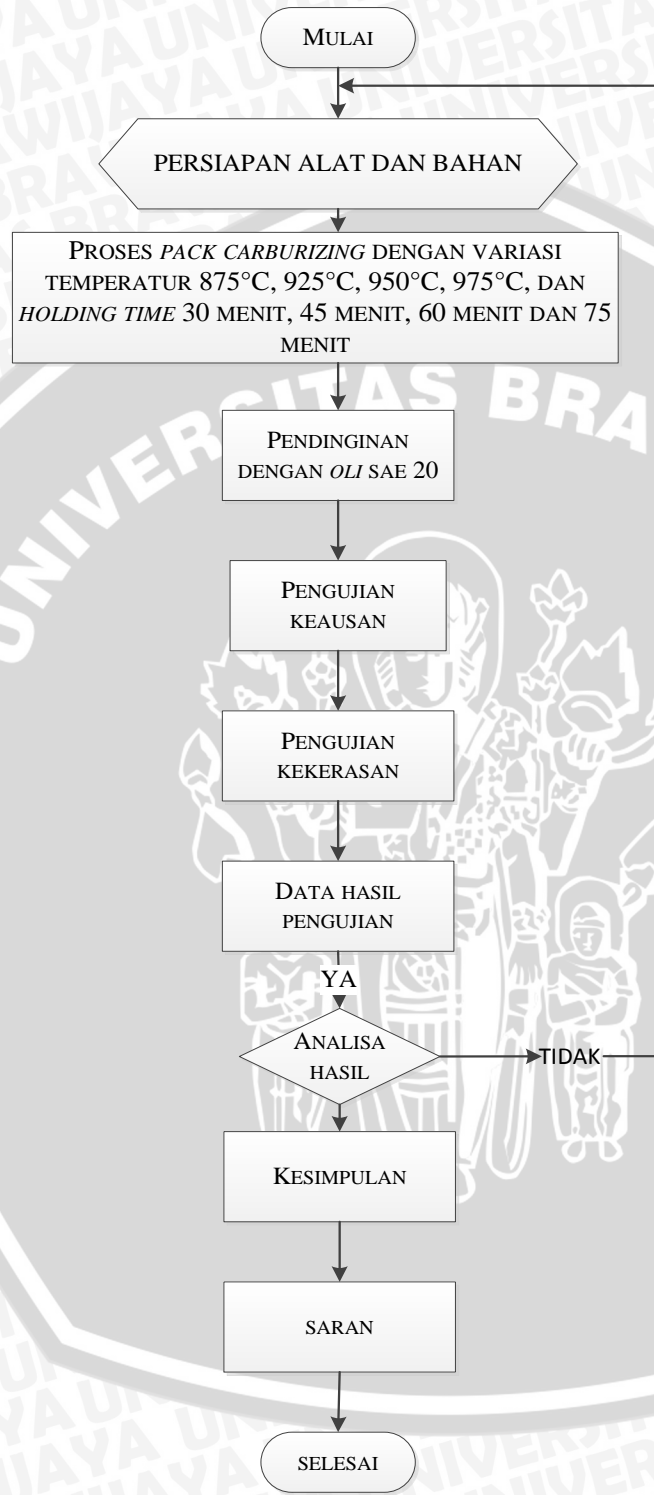 MULAI
PERSIAPAN ALAT DAN BAHAN
PROSES PACK CARBURIZING DENGAN VARIASI
TEMPERATUR 875°C, 925°C, 950°C, 975°C, DAN
HOLDING TIME 30 MENIT, 45 MENIT, 60 MENIT DAN 75
MENIT
PENDINGINAN
DENGAN OLI SAE 20
PENGUJIAN
KEAUSAN
PENGUJIAN
KEKERASAN
DATA HASIL
PENGUJIAN
YA
ANALISA
HASIL
TIDAK
KESIMPULAN
SARAN
SELESAI
UNIVERSITAS BRA